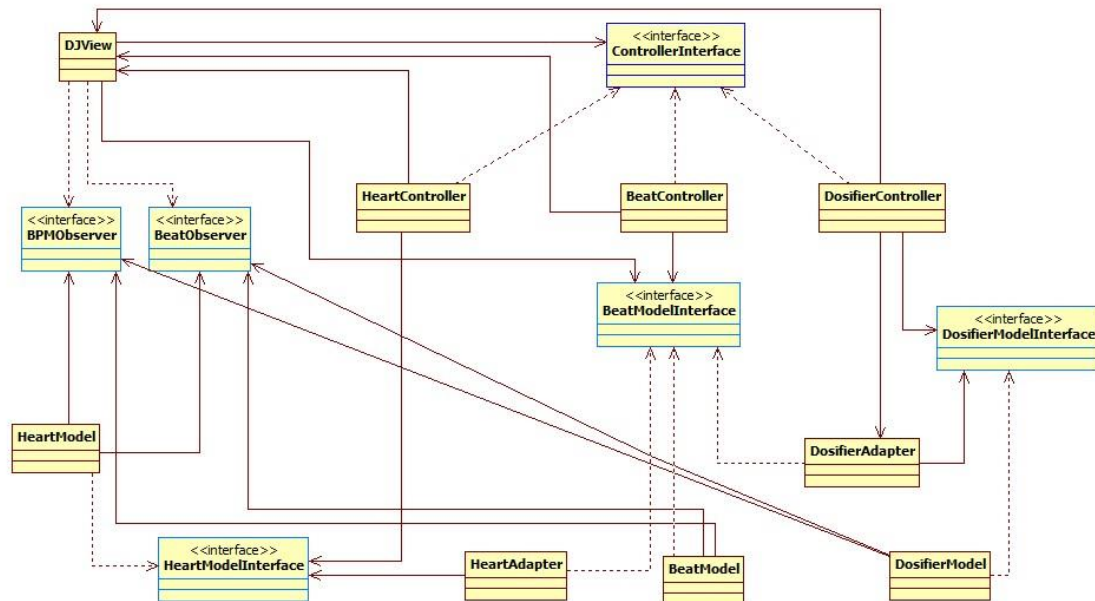 DJView
<<interface>>
ControllerInterface
HeartController
BeatController
DosifierController
<<interface>>
BPMObserver
<<interface>>
BeatObserver
<<interface>>
BeatModelInterface
<<interface>>
DosifierModelInterface
HeartModel
DosifierAdapter
<<interface>>
HeartModelInterface
HeartAdapter
BeatModel
DosifierModel